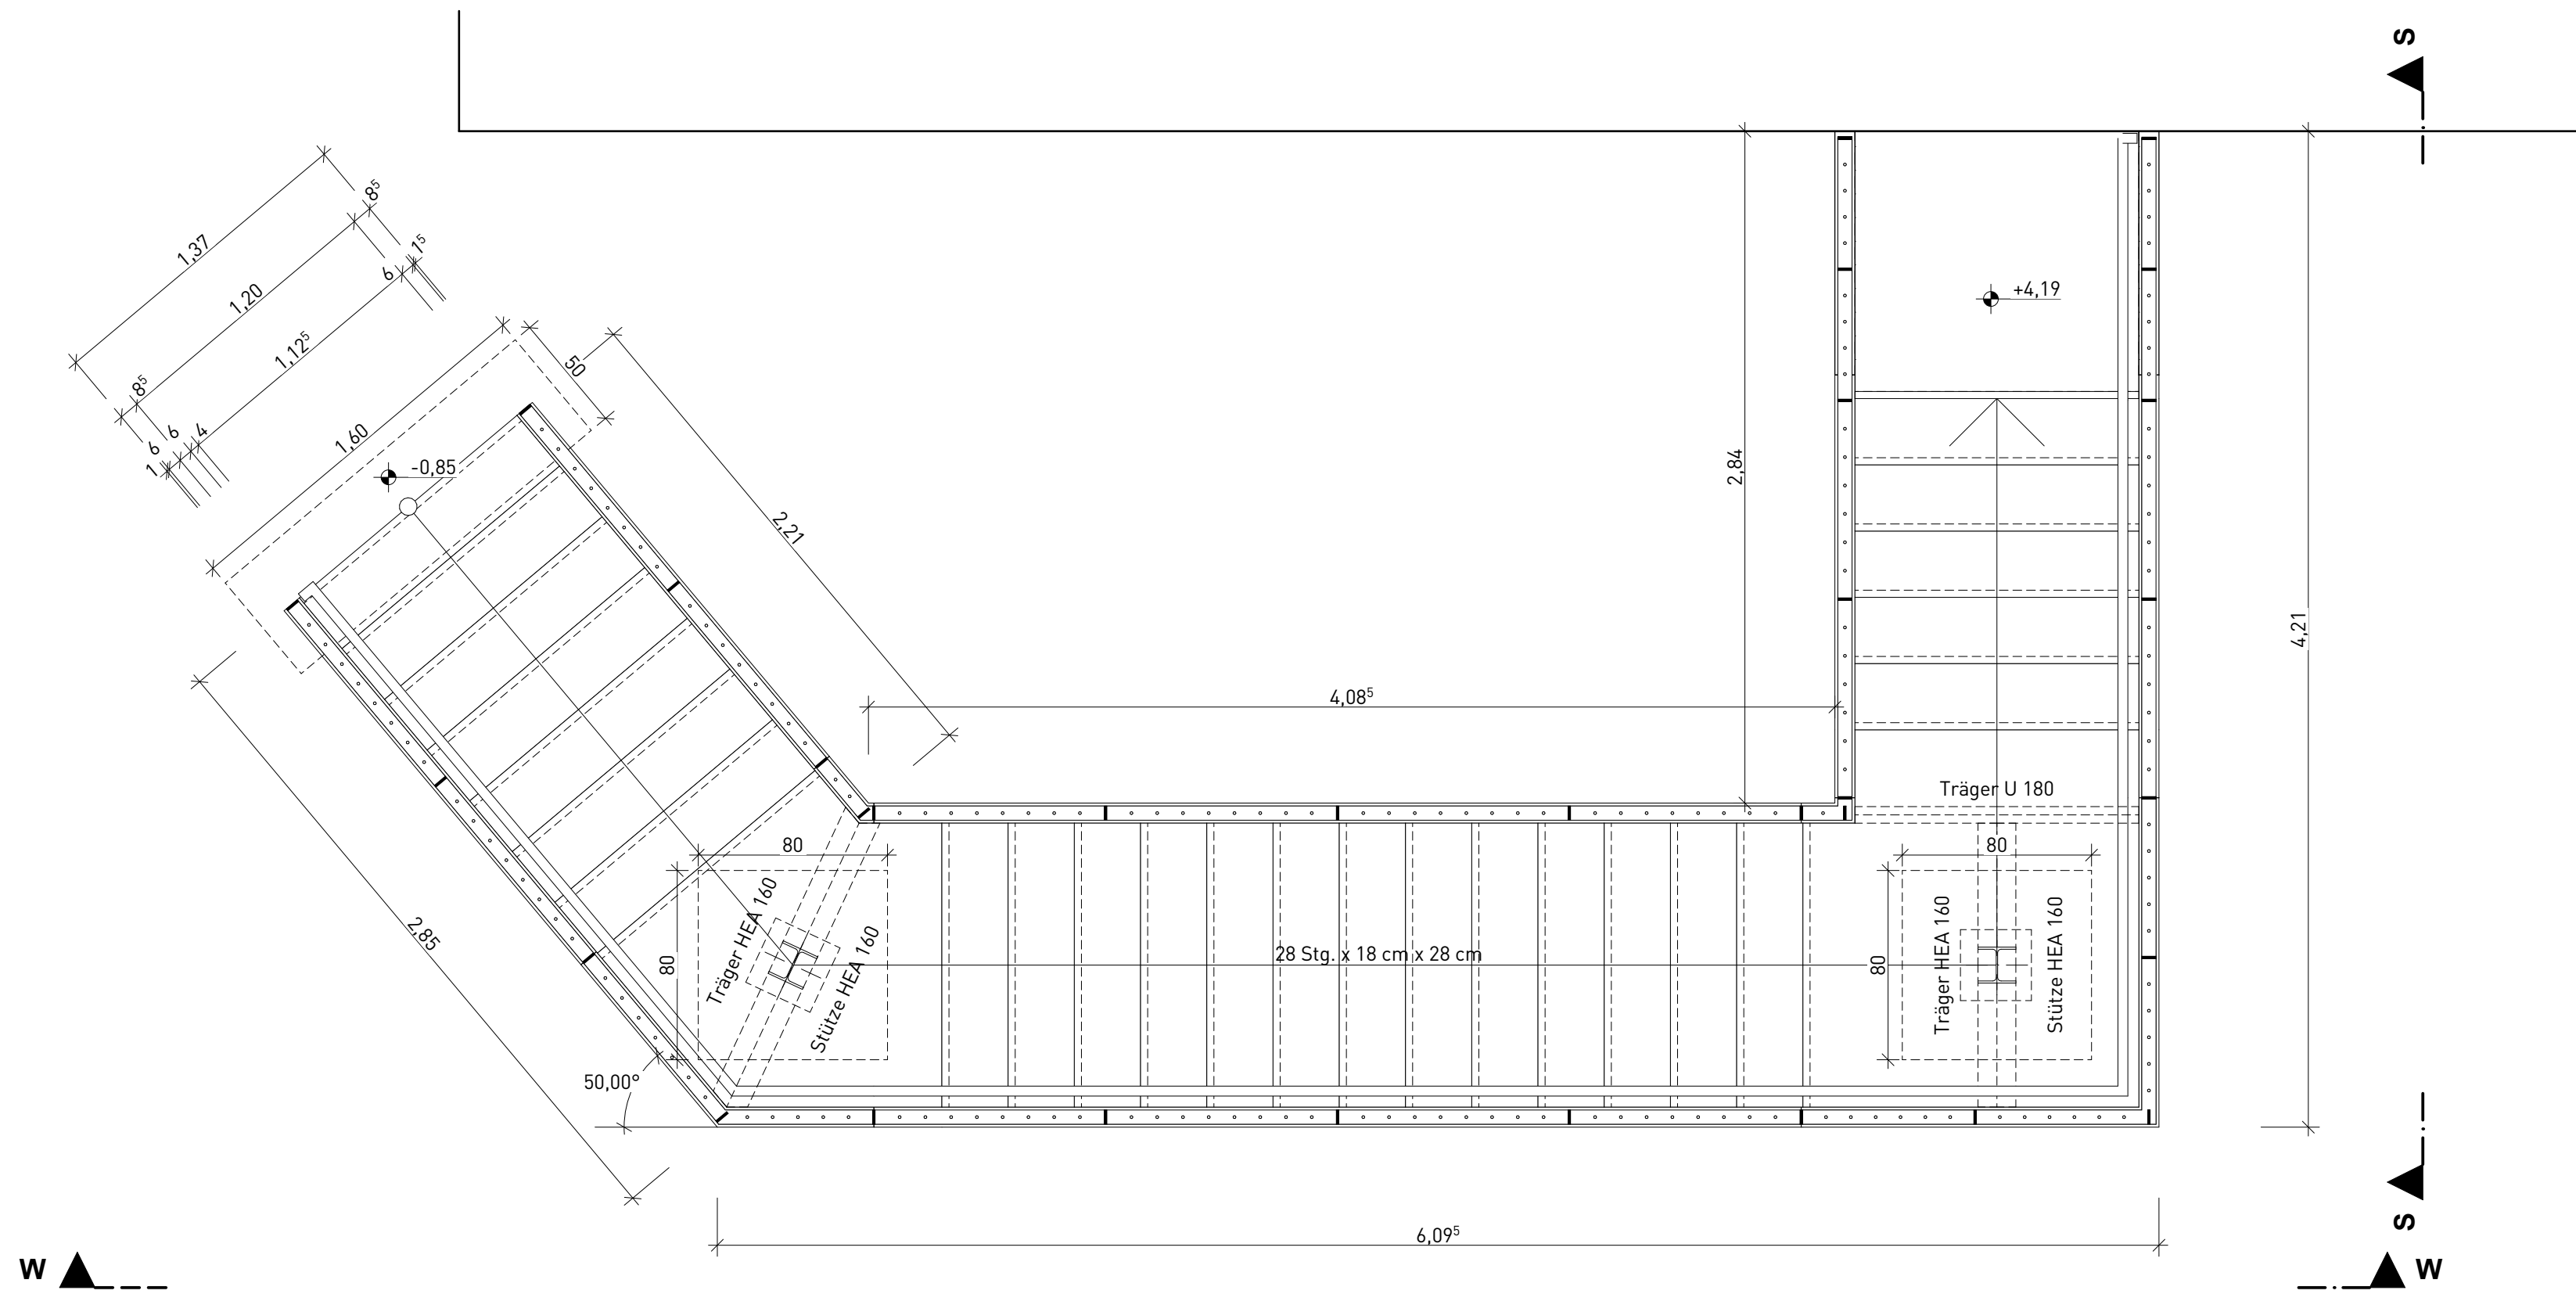 S
8⁵
1,37
1⁵
6
1,20
+4,19
1,12⁵
50
8⁵
1,60
6
4
6
1
-0,85
2,84
2,21
4,21
4,08⁵
Träger U 180
80
80
Träger HEA 160
Stütze HEA 160
80
80
28 Stg. x 18 cm x 28 cm
Träger HEA 160
Stütze HEA 160
2,85
50,00°
S
6,09⁵
W
W